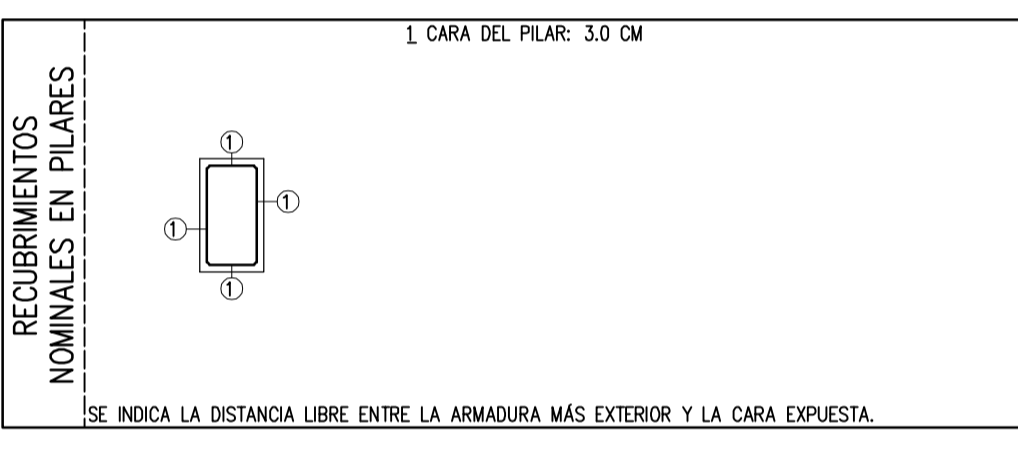 RECUBRIMIENTOS
NOMINALES EN PILARES
1 CARA DEL PILAR: 3.0 CM
1
1
1
1
SE INDICA LA DISTANCIA LIBRE ENTRE LA ARMADURA MÁS EXTERIOR Y LA CARA EXPUESTA.